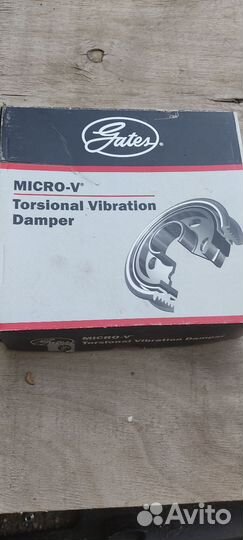 Gates®
MICRO-V®
Torsional Vibration
Damper
MICRO-V®
Torsional Vibration Damper
Avito